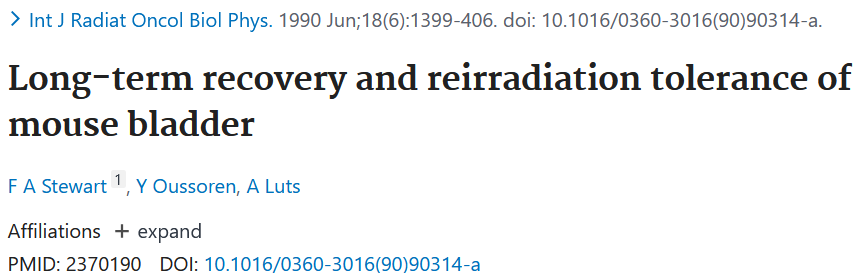 > Int J Radiat Oncol Biol Phys. 1990 Jun;18(6):1399-406. doi: 10.1016/0360-3016(90)90314-a.
Long-term recovery and reirradiation tolerance of
mouse bladder
F A Stewart 1, Y Oussoren, A Luts
Affiliations + expand
PMID: 2370190 DOI: 10.1016/0360-3016(90)90314-a